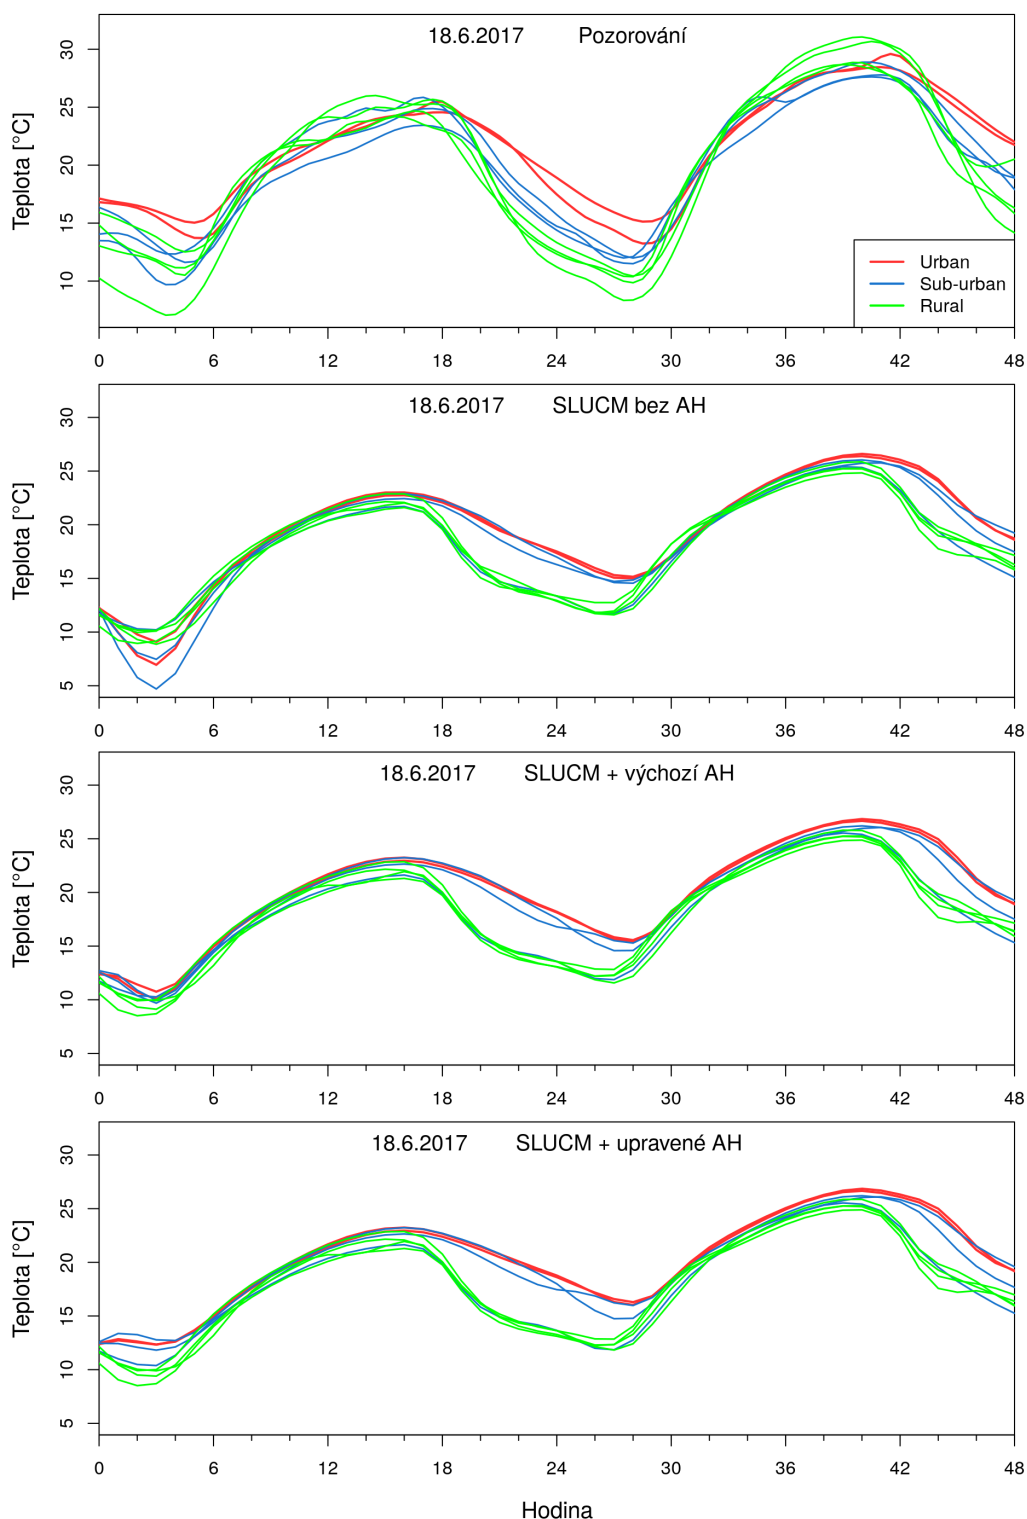 18.6.2017 Pozorování
Teplota [°C]
30
25
20
15
10
Urban
Sub-urban
Rural
0 6 12 18 24 30 36 42 48
18.6.2017 SLUCM bez AH
Teplota [°C]
30
25
20
15
10
5
0 6 12 18 24 30 36 42 48
18.6.2017 SLUCM + výchozí AH
Teplota [°C]
30
25
20
15
10
5
0 6 12 18 24 30 36 42 48
18.6.2017 SLUCM + upravené AH
Teplota [°C]
30
25
20
15
10
5
0 6 12 18 24 30 36 42 48
Hodina